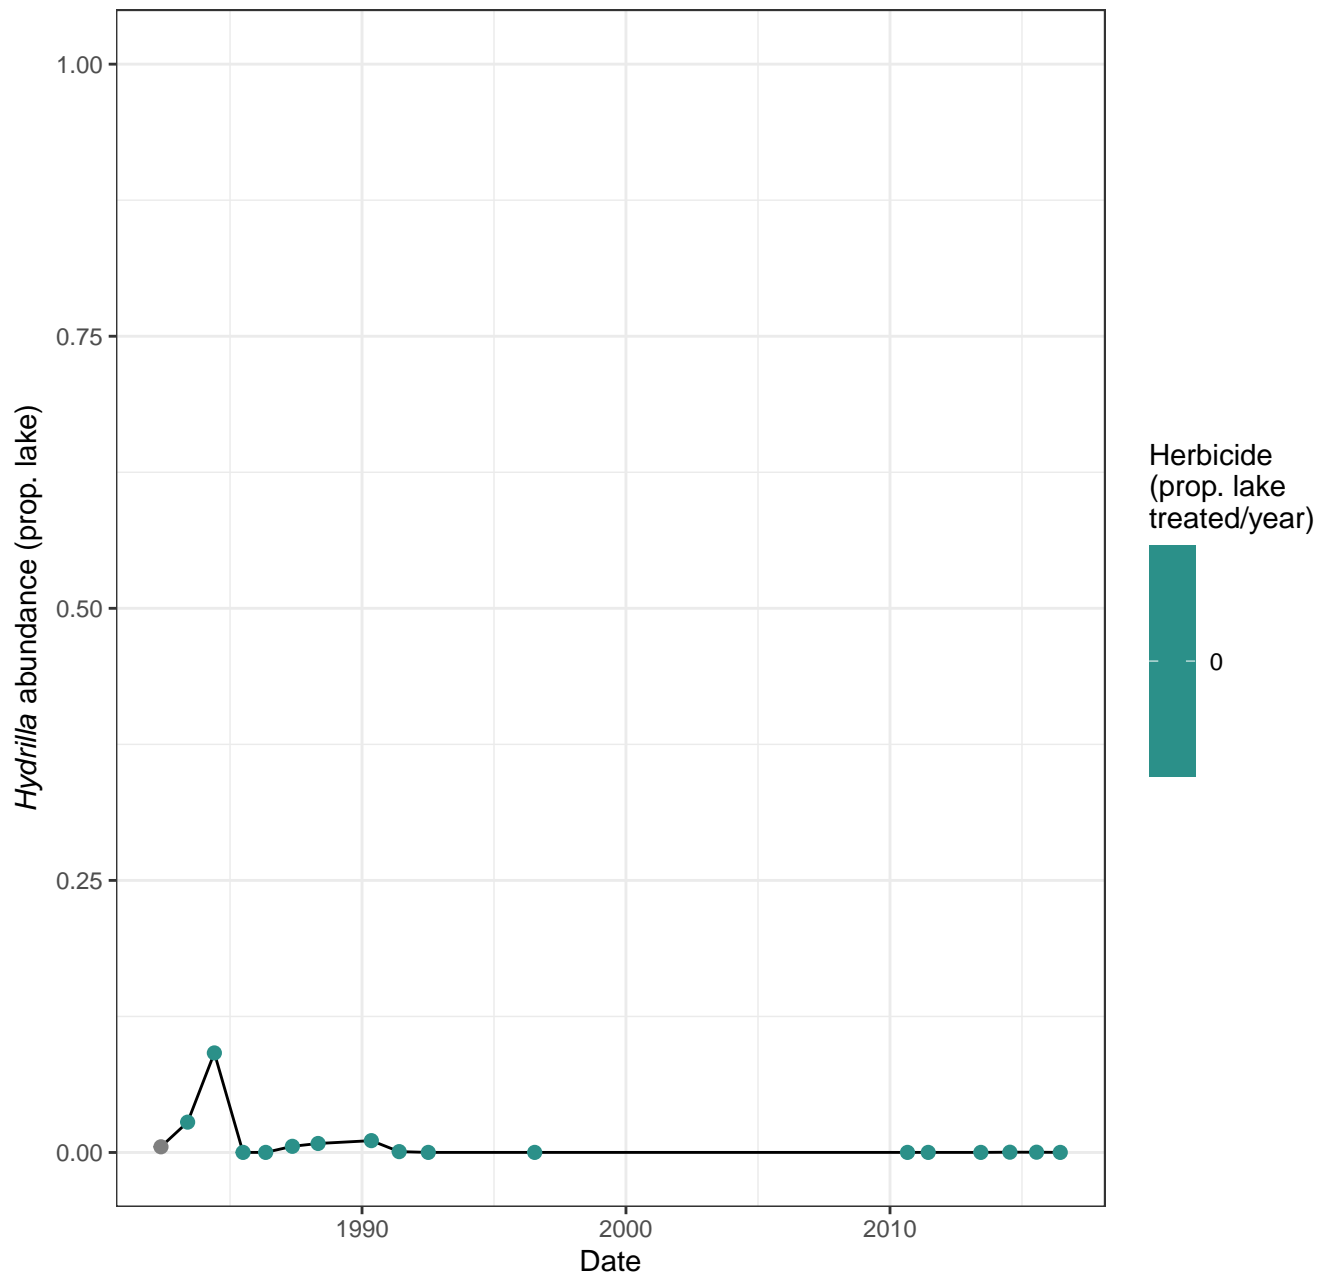 1.00
0.75
0.50
0.25
0.00
Hydrilla abundance (prop. lake)
1990
2000
2010
Date
Herbicide
(prop. lake
treated/year)
0